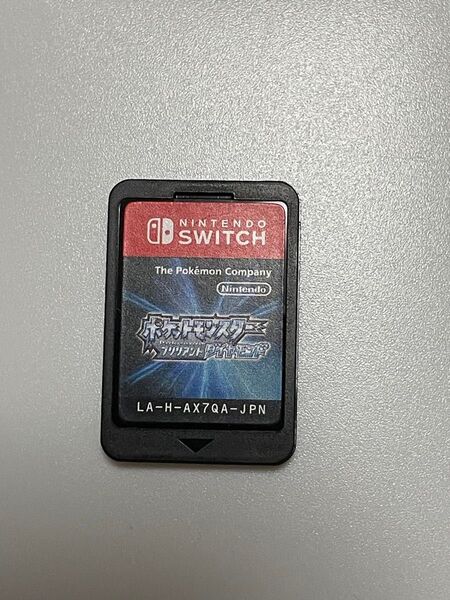 NINTENDO
SWITCH
The Pokémon Company
Nintendo
ポケットモンスター
ブリリアントダイヤモンド
LA-H-AX7QA-JPN